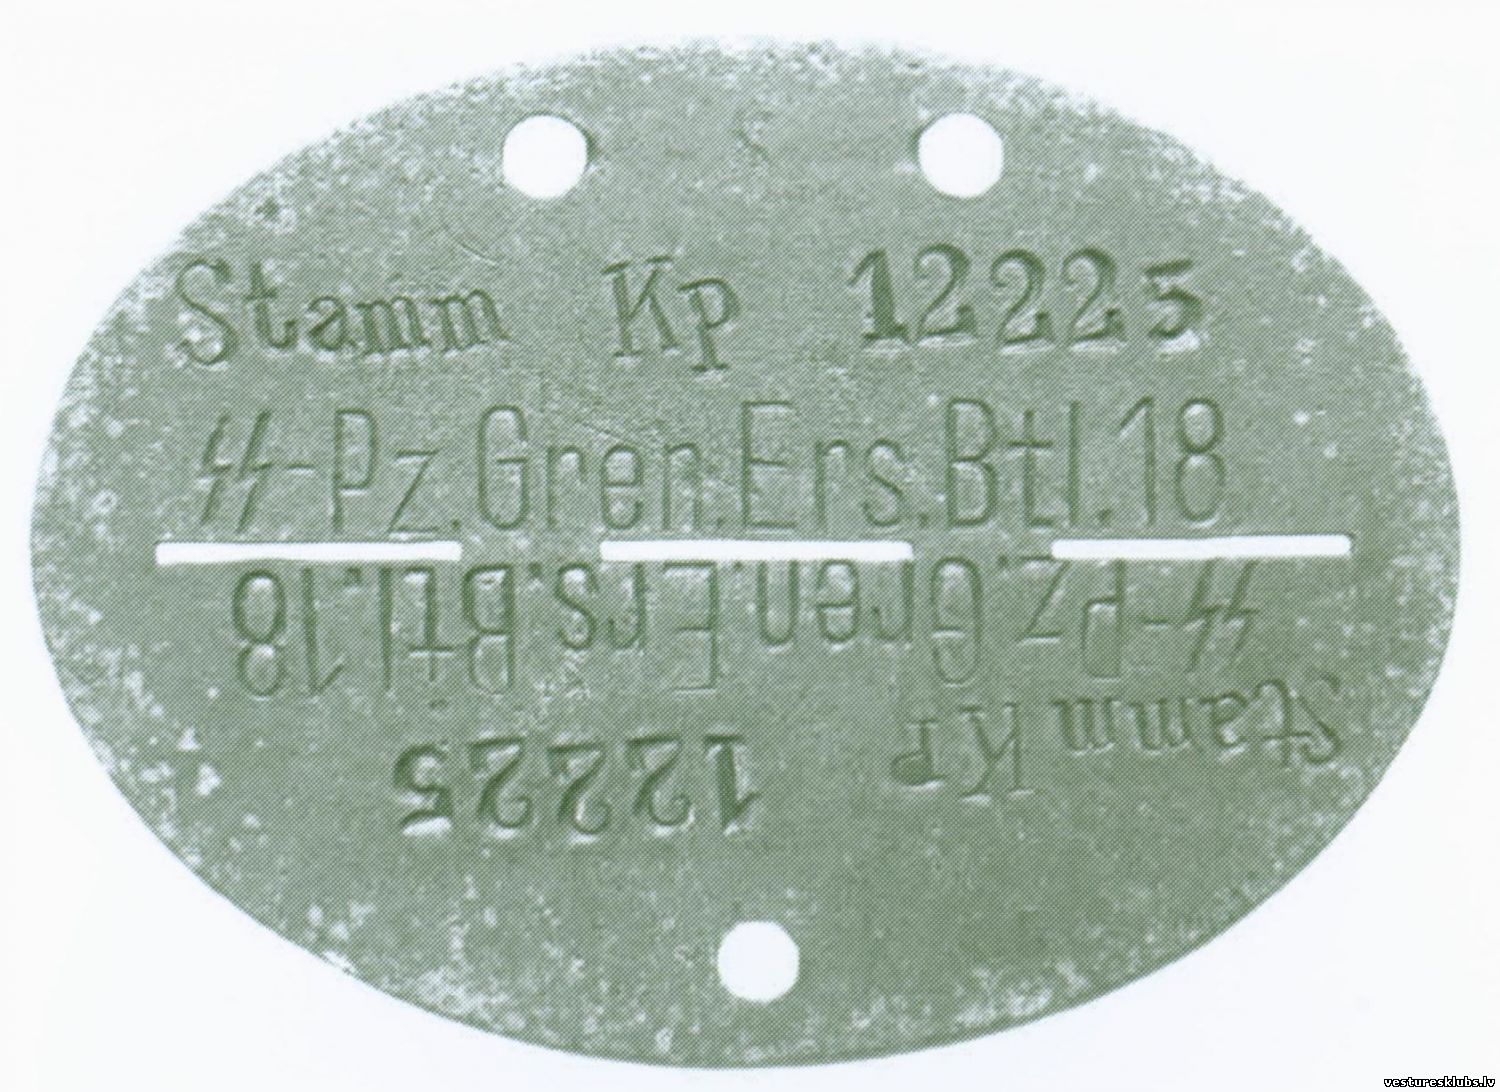 S
Stamm Kp 12225
ᛋᛋ-Pz.Gren.Ers.Btl.18
ᛋᛋ-Pz.Gren.Ers.Btl.18
Stamm Kp 12225
vesturesklubs.lv